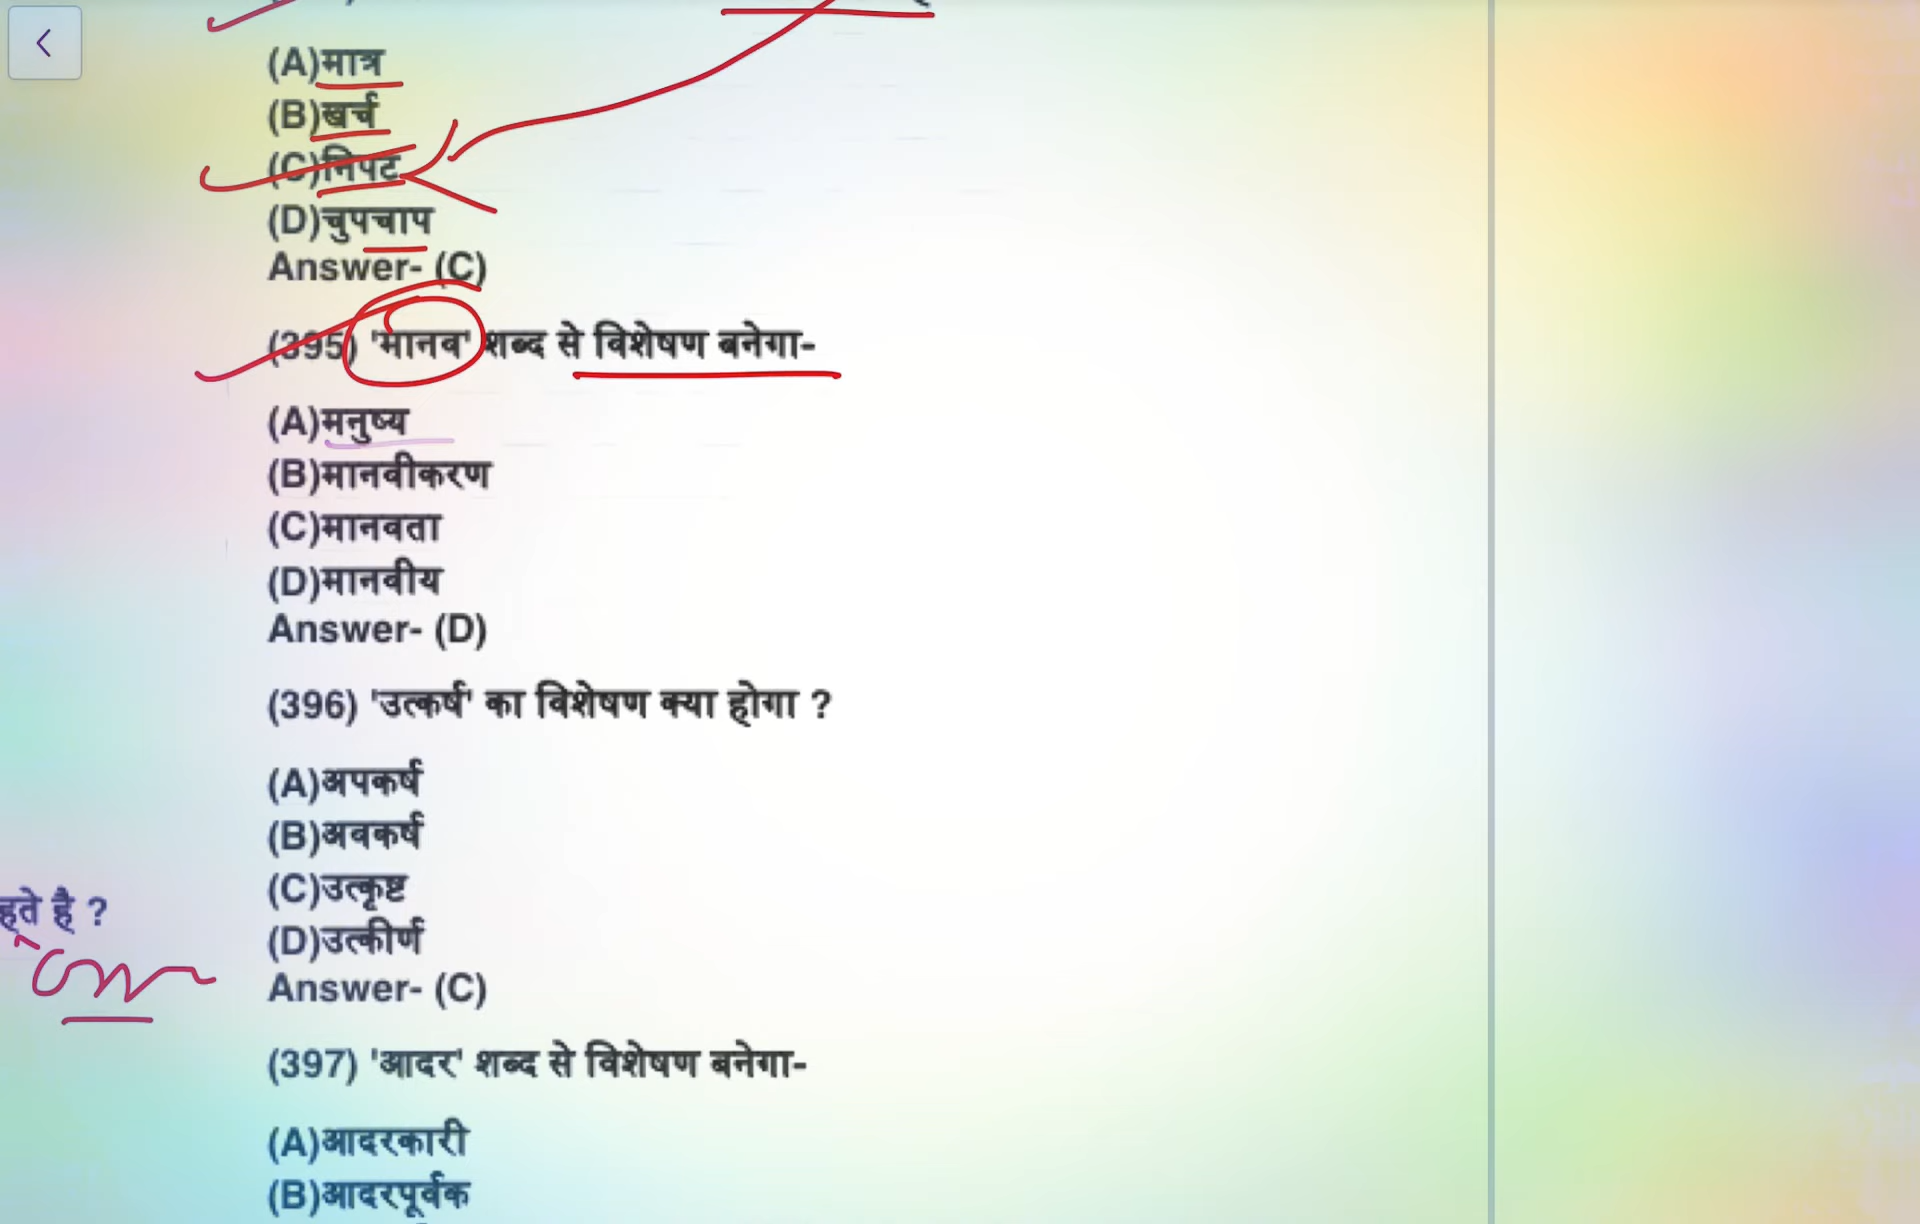 (A)मात्र
(B)खर्च
(C)निपट
(D)चुपचाप
Answer- (C)
(395) 'मानव' शब्द से विशेषण बनेगा-
(A)मनुष्य
(B)मानवीकरण
(C)मानवता
(D)मानवीय
Answer- (D)
(396) 'उत्कर्ष' का विशेषण क्या होगा ?
(A)अपकर्ष
(B)अवकर्ष
(C)उत्कृष्ट
(D)उत्कीर्ण
Answer- (C)
हते है ?
(397) 'आदर' शब्द से विशेषण बनेगा-
(A)आदरकारी
(B)आदरपूर्वक